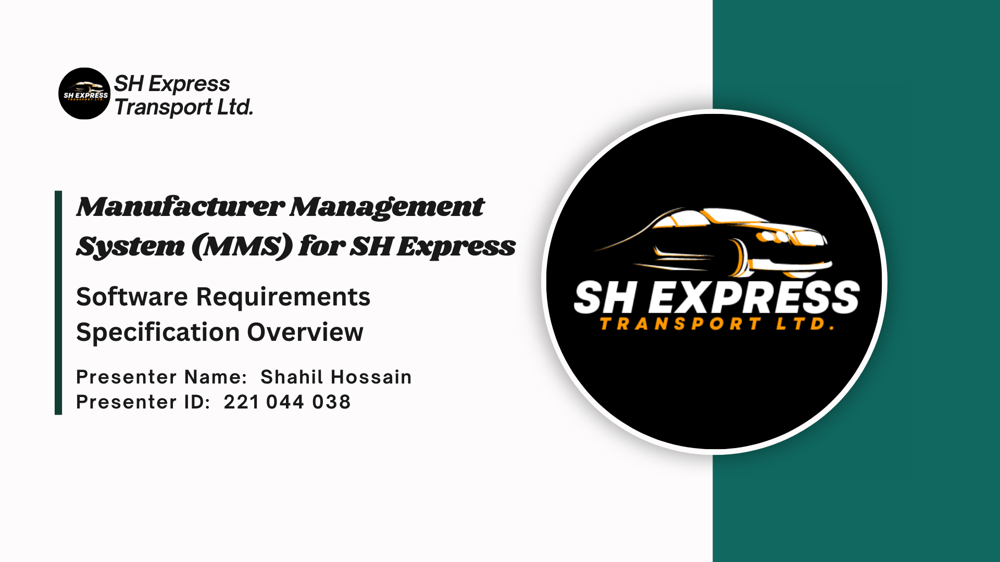 SH EXPRESS
TRANSPORT LTD.
SH Express
Transport Ltd.
Manufacturer Management
System (MMS) for SH Express
Software Requirements
Specification Overview
Presenter Name: Shahil Hossain
Presenter ID: 221 044 038
SH EXPRESS
TRANSPORT LTD.